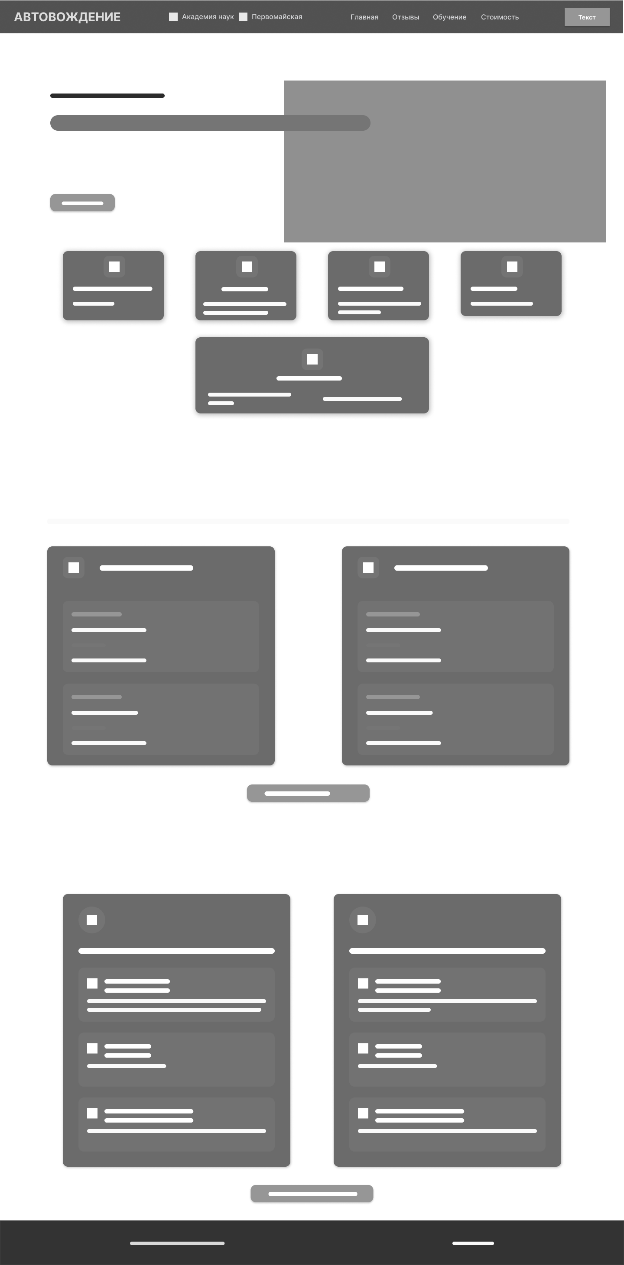 АВТОВОЖДЕНИЕ
Академия наук Первомайская
Главная Отзывы Обучение Стоимость
Текст